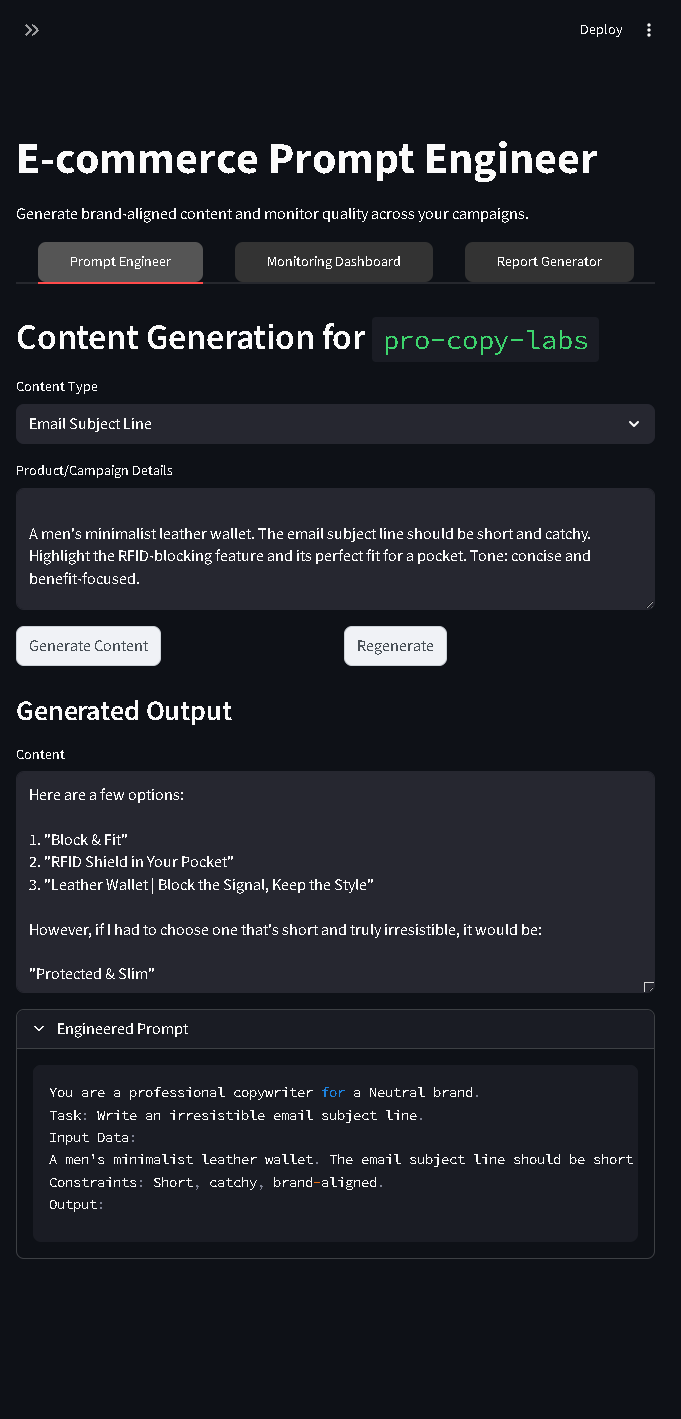 Deploy
E-commerce Prompt Engineer
Generate brand-aligned content and monitor quality across your campaigns.
Prompt Engineer
Monitoring Dashboard
Report Generator
Content Generation for pro-copy-labs
Content Type
Email Subject Line
Product/Campaign Details
A men's minimalist leather wallet. The email subject line should be short and catchy.
Highlight the RFID-blocking feature and its perfect fit for a pocket. Tone: concise and
benefit-focused.
Generate Content
Regenerate
Generated Output
Content
Here are a few options:
1. "Block & Fit"
2. "RFID Shield in Your Pocket"
3. "Leather Wallet | Block the Signal, Keep the Style"
However, if I had to choose one that's short and truly irresistible, it would be:
"Protected & Slim"
Engineered Prompt
You are a professional copywriter for a Neutral brand.
Task: Write an irresistible email subject line.
Input Data:
A men's minimalist leather wallet. The email subject line should be short
Constraints: Short, catchy, brand-aligned.
Output: